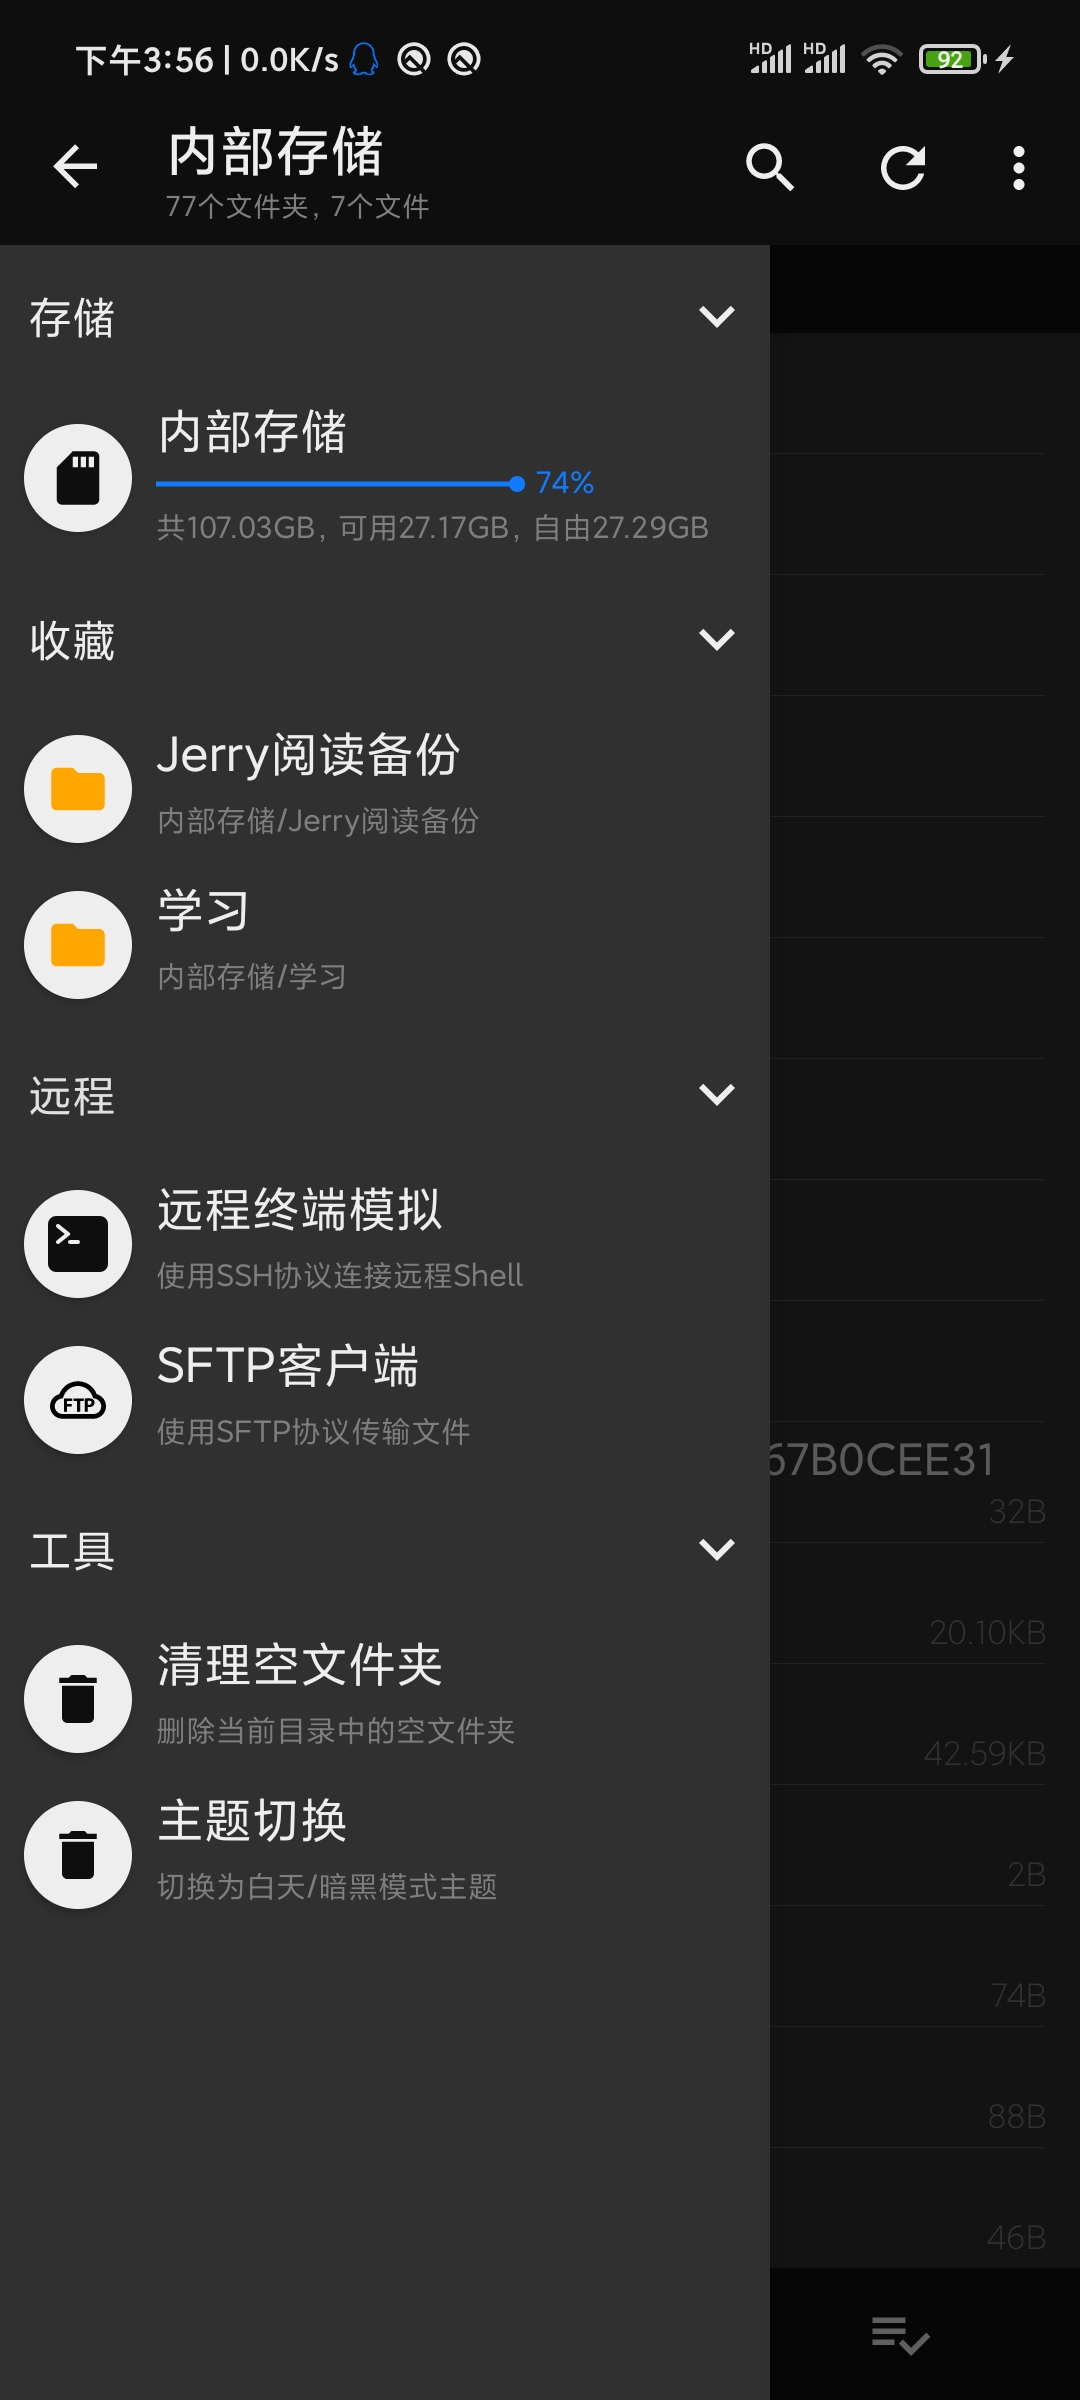 下午3:56 | 0.0K/s
HD HD 92
内部存储
77个文件夹, 7个文件
存储
内部存储
74%
共107.03GB, 可用27.17GB, 自由27.29GB
收藏
Jerry阅读备份
内部存储/Jerry阅读备份
学习
内部存储/学习
远程
远程终端模拟
使用SSH协议连接远程Shell
SFTP客户端
FTP
使用SFTP协议传输文件
67B0CEE31
32B
工具
20.10KB
清理空文件夹
删除当前目录中的空文件夹
42.59KB
主题切换
切换为白天/暗黑模式主题
2B
74B
88B
46B